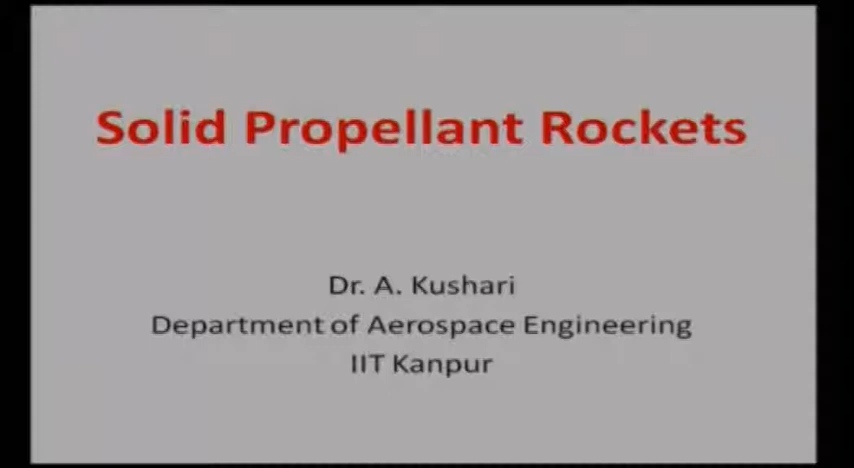 Solid Propellant Rockets
Dr. A. Kushari
Department of Aerospace Engineering
IIT Kanpur